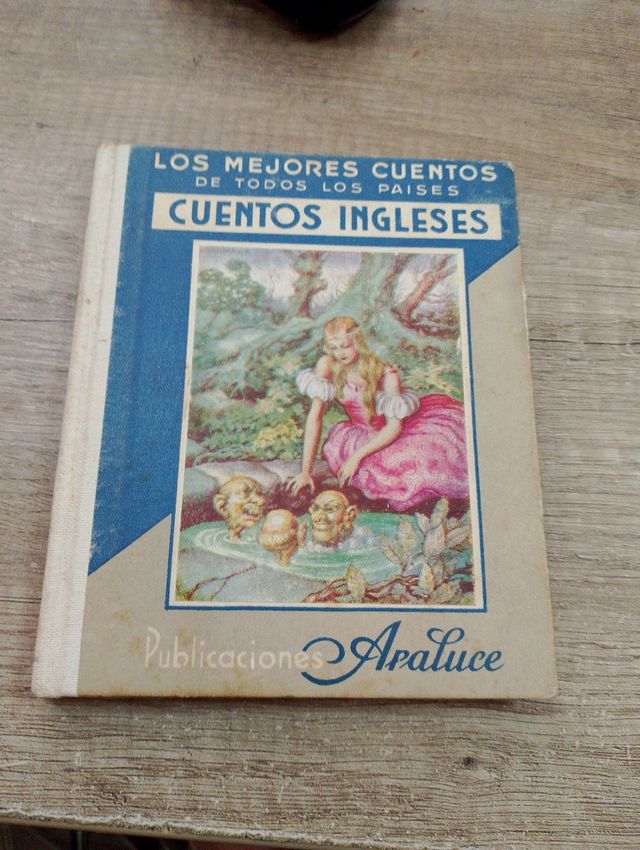 LOS MEJORES CUENTOS
DE TODOS LOS PAISES
CUENTOS INGLESES
Publicaciones Araluce